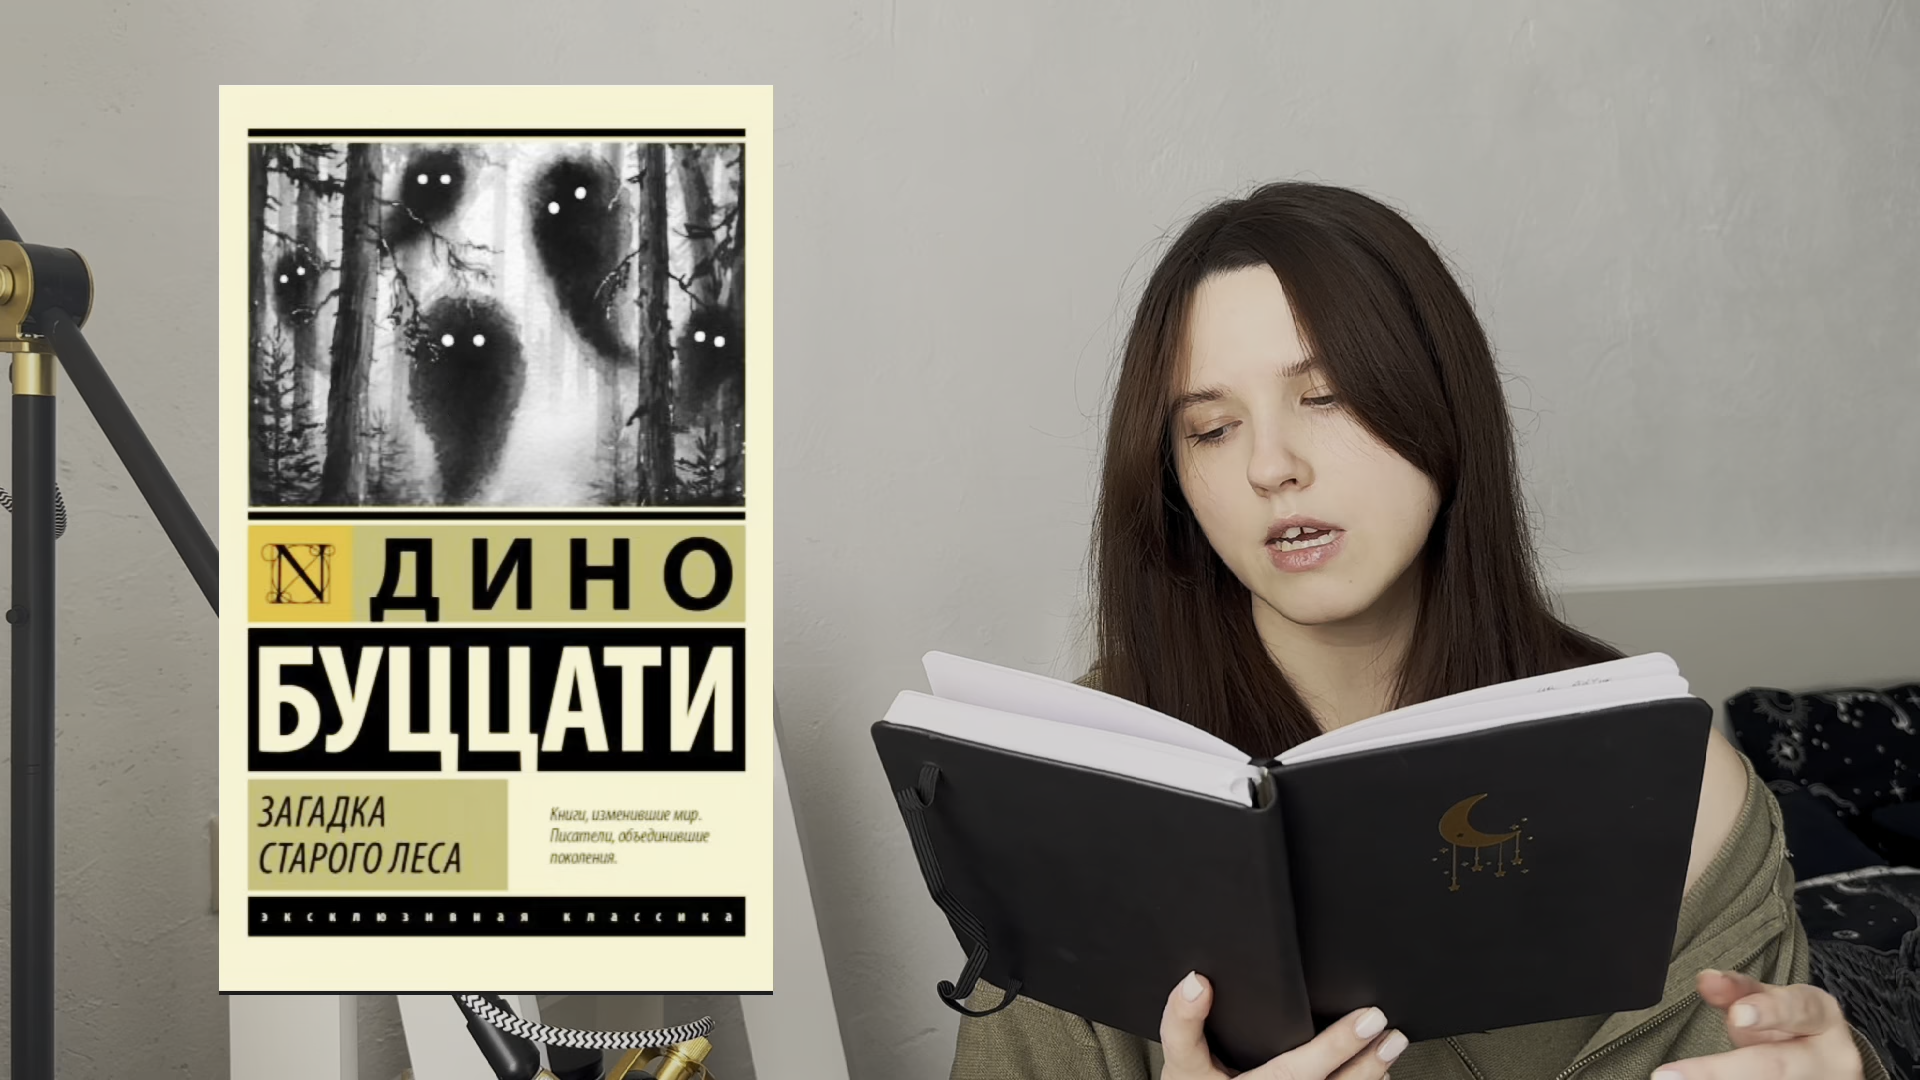 N ДИНО
БУЦЦАТИ
ЗАГАДКА
СТАРОГО ЛЕСА
Книги, изменившие мир.
Писатели, объединившие
поколения.
эксклюзивная классика